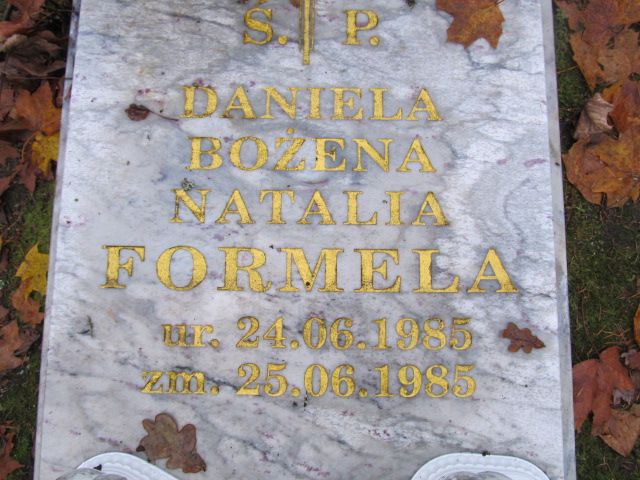 Ś. P.
DANIELA
BOŻENA
NATALIA
FORMELA
ur. 24.06.1985
zm. 25.06.1985